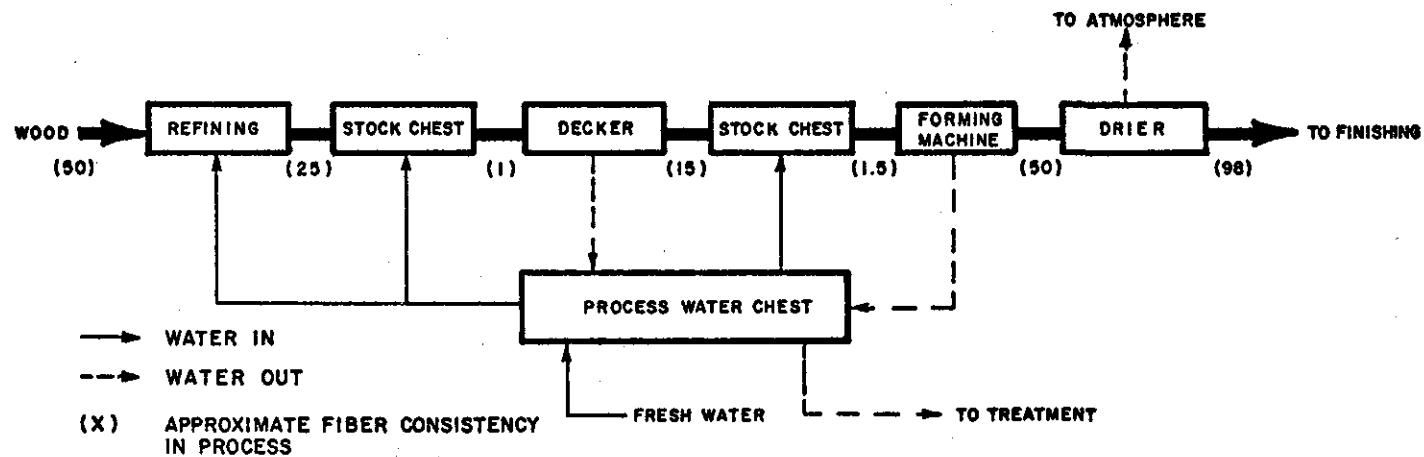 TO ATMOSPHERE
WOOD
REFINING
STOCK CHEST
DECKER
STOCK CHEST
FORMING
MACHINE
DRIER
TO FINISHING
(50)
(25)
(1)
(15)
(1.5)
(50)
(98)
PROCESS WATER CHEST
WATER IN
WATER OUT
(X) APPROXIMATE FIBER CONSISTENCY
IN PROCESS
FRESH WATER
TO TREATMENT